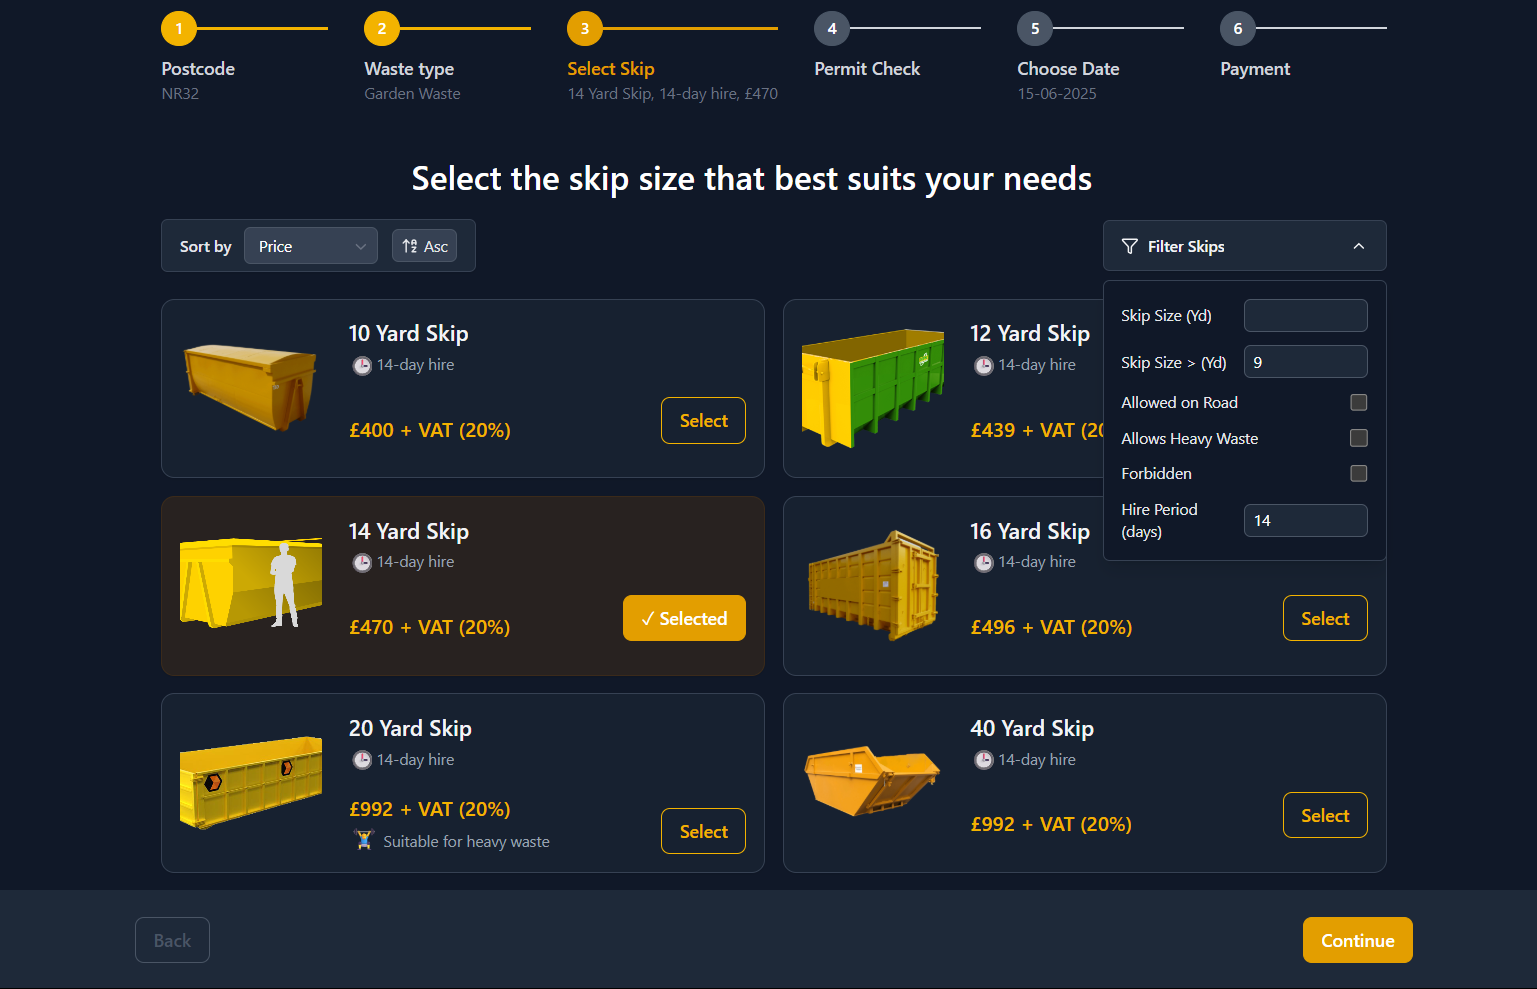 1
2
3
4
5
6
Postcode
Waste type
Select Skip
Permit Check
Choose Date
Payment
NR32
Garden Waste
14 Yard Skip, 14-day hire, £470
15-06-2025
Select the skip size that best suits your needs
Sort by
Price
Asc
Filter Skips
Skip Size (Yd)
Skip Size > (Yd)
9
Allowed on Road
Allows Heavy Waste
Forbidden
Hire Period
(days)
14
10 Yard Skip
14-day hire
£400 + VAT (20%)
Select
12 Yard Skip
14-day hire
£439 + VAT (20
14 Yard Skip
14-day hire
£470 + VAT (20%)
✓ Selected
16 Yard Skip
14-day hire
£496 + VAT (20%)
Select
20 Yard Skip
14-day hire
£992 + VAT (20%)
Suitable for heavy waste
Select
40 Yard Skip
14-day hire
£992 + VAT (20%)
Select
Back
Continue